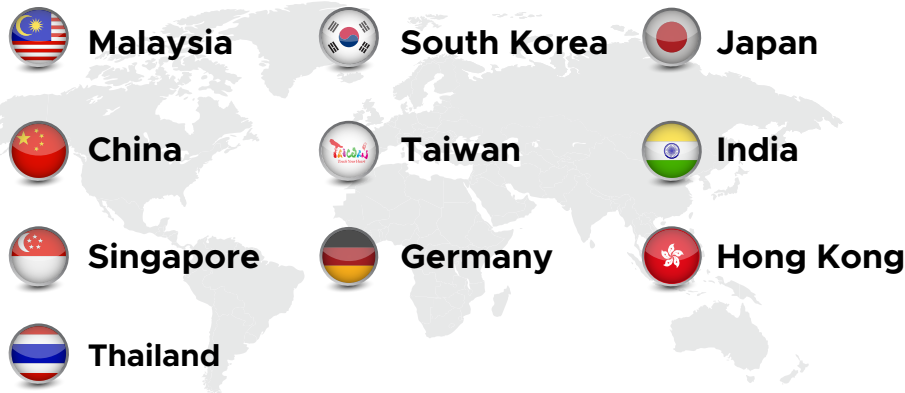 Malaysia
South Korea
Japan
China
Taiwan
India
Singapore
Germany
Hong Kong
Thailand